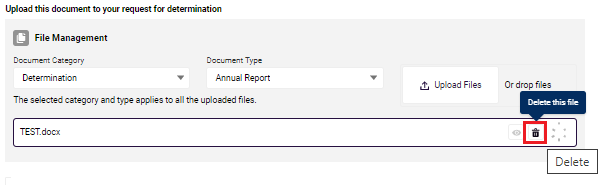 Upload this document to your request for determination
File Management
Document Category
Document Type
Determination
Annual Report
Upload Files
Or drop files
The selected category and type applies to all the uploaded files.
Delete this file
TEST.docx
Delete